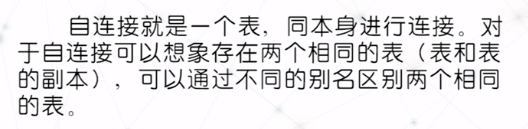 自连接就是一个表，同本身进行连接。对
于自连接可以想象存在两个相同的表（表和表
的副本），可以通过不同的别名区别两个相同
的表。